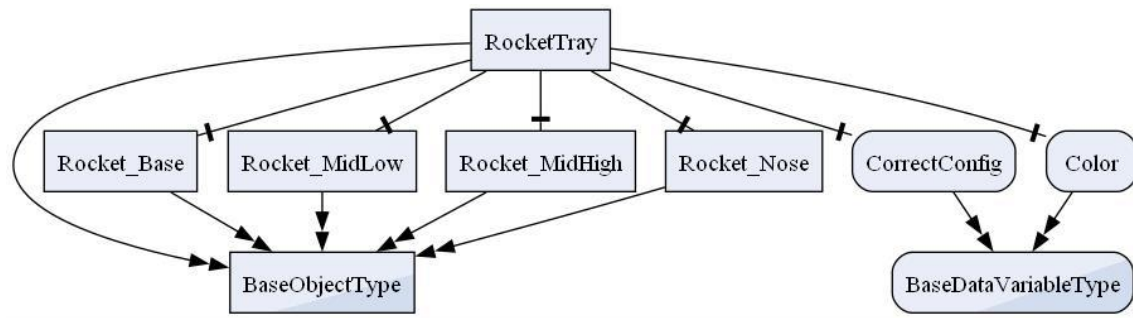 RocketTray
Rocket_Base
Rocket_MidLow
Rocket_MidHigh
Rocket_Nose
CorrectConfig
Color
BaseObjectType
BaseDataVariableType